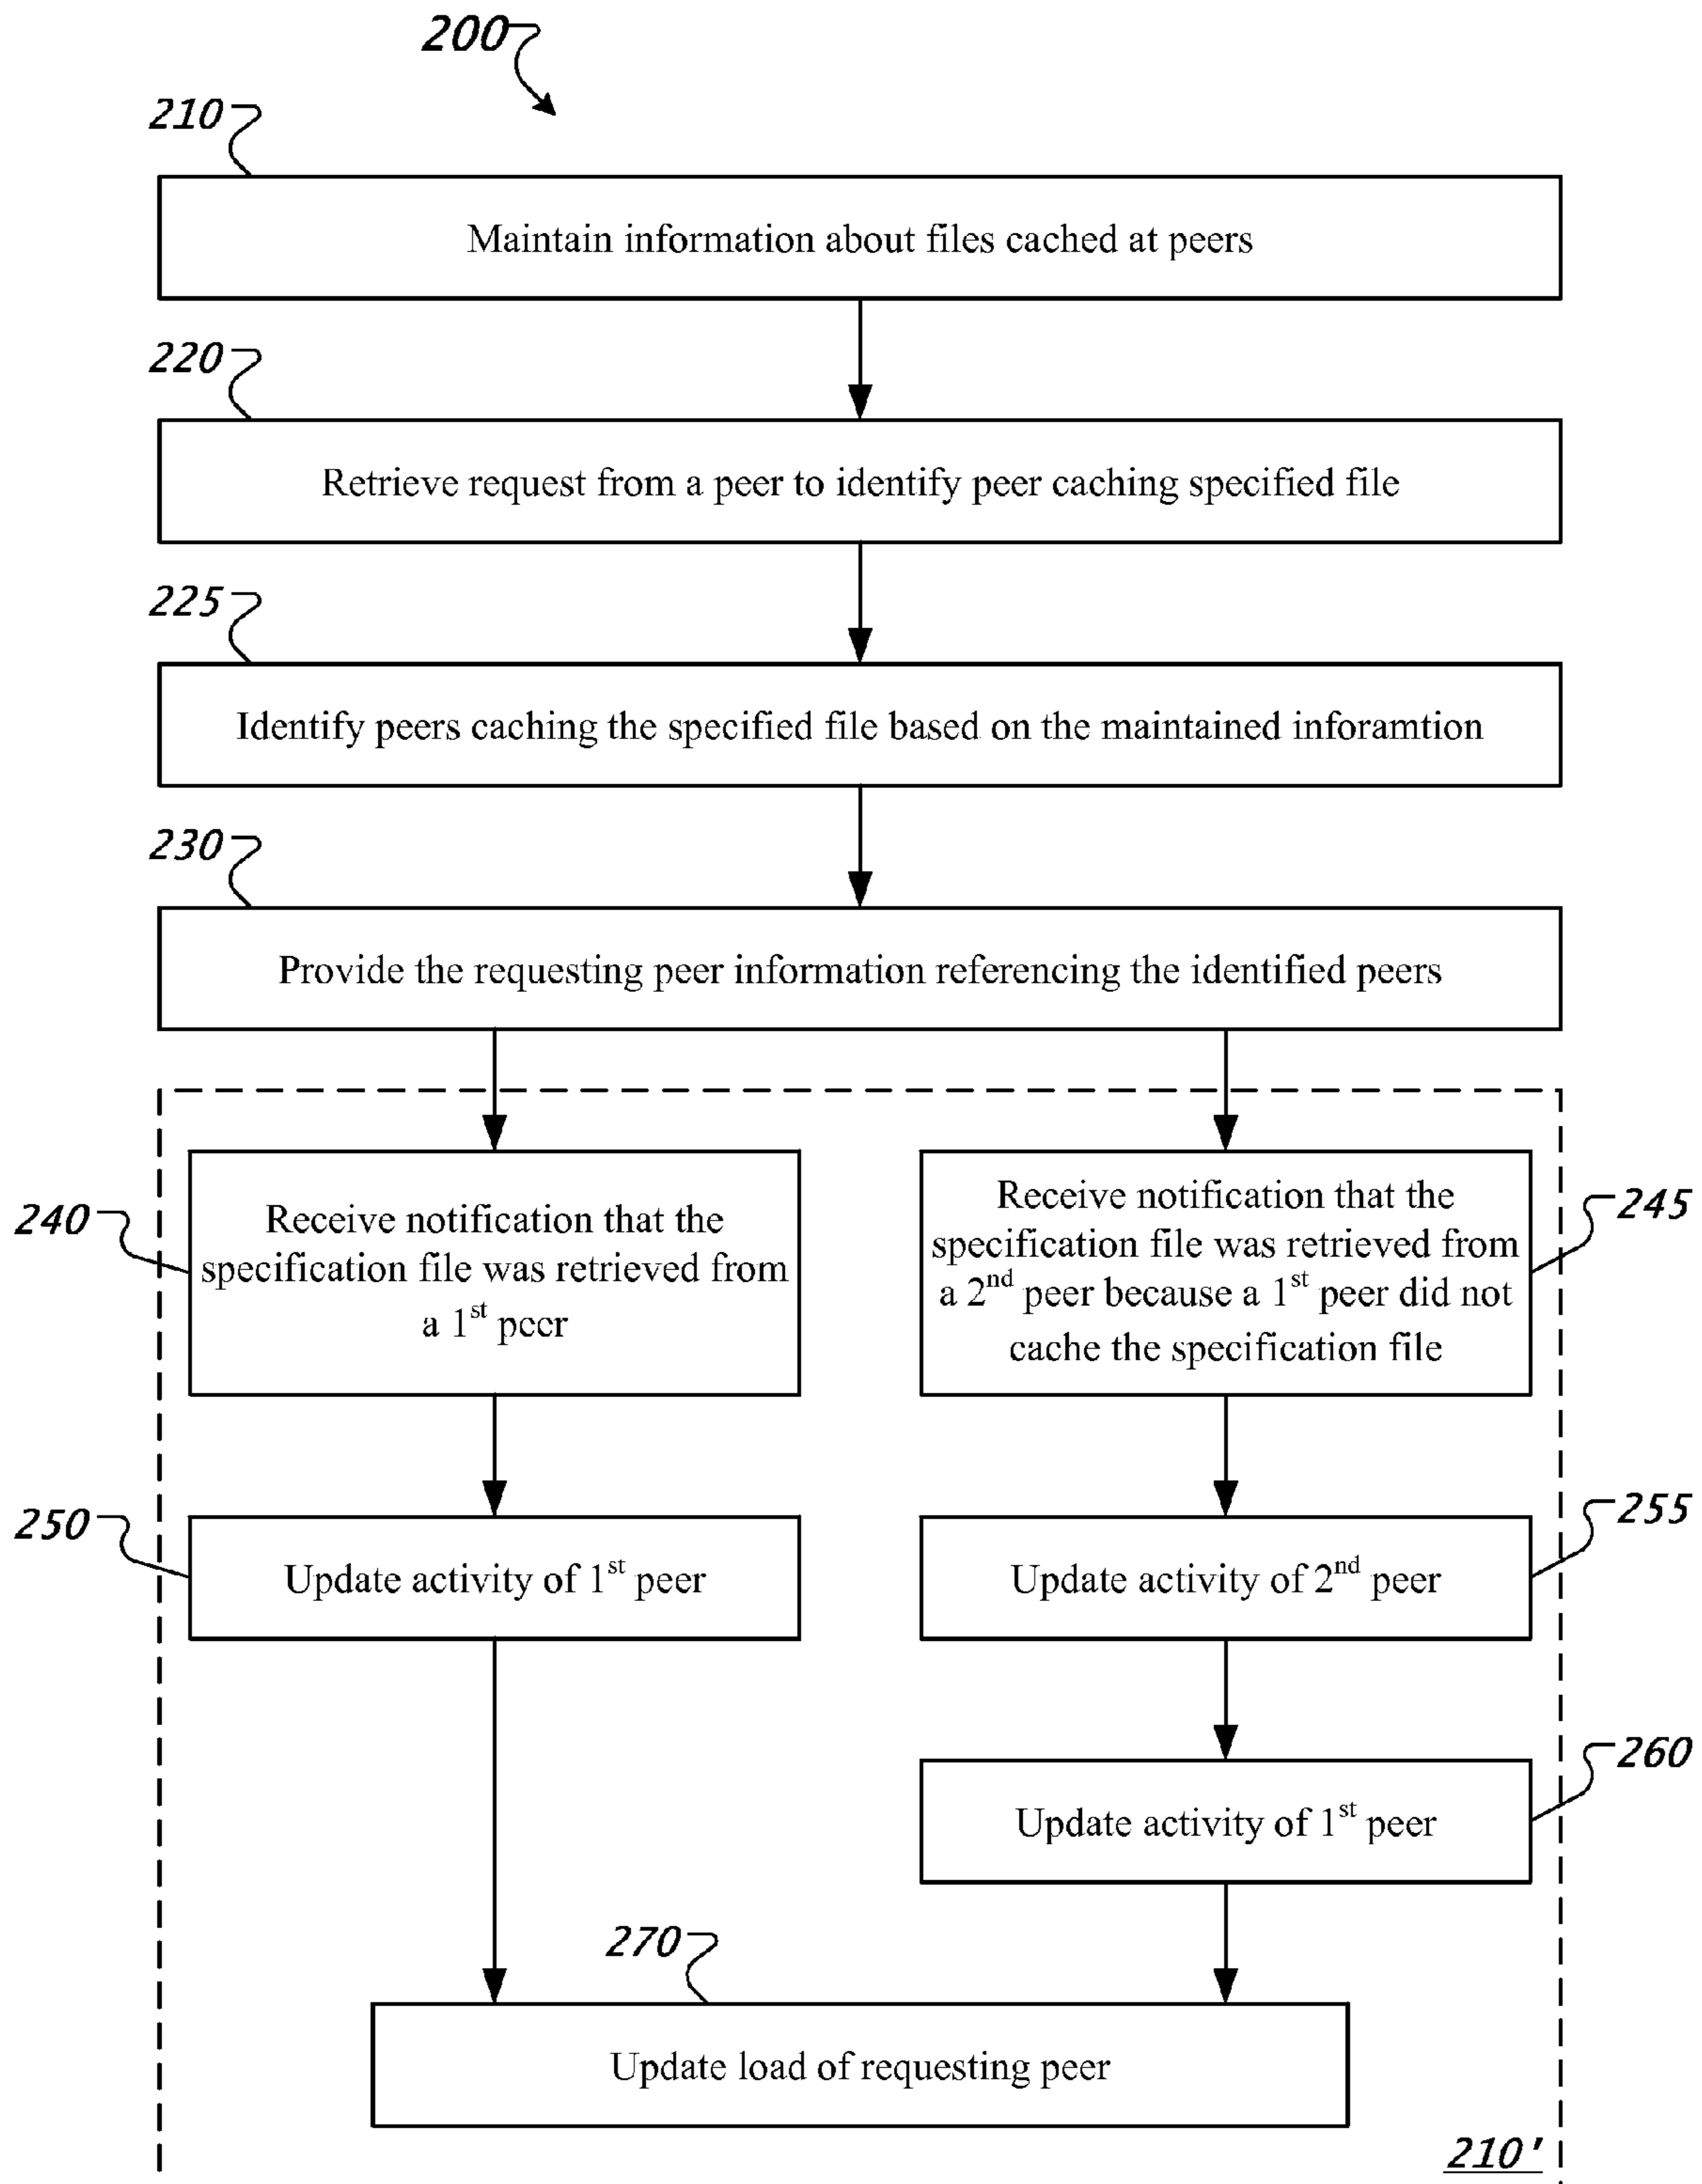 200
210
Maintain information about files cached at peers
220
Retrieve request from a peer to identify peer caching specified file
225
Identify peers caching the specified file based on the maintained inforamtion
230
Provide the requesting peer information referencing the identified peers
240
Receive notification that the
specification file was retrieved from
a 1st peer
245
Receive notification that the
specification file was retrieved from
a 2nd peer because a 1st peer did not
cache the specification file
250
Update activity of 1st peer
255
Update activity of 2nd peer
260
Update activity of 1st peer
270
Update load of requesting peer
210'